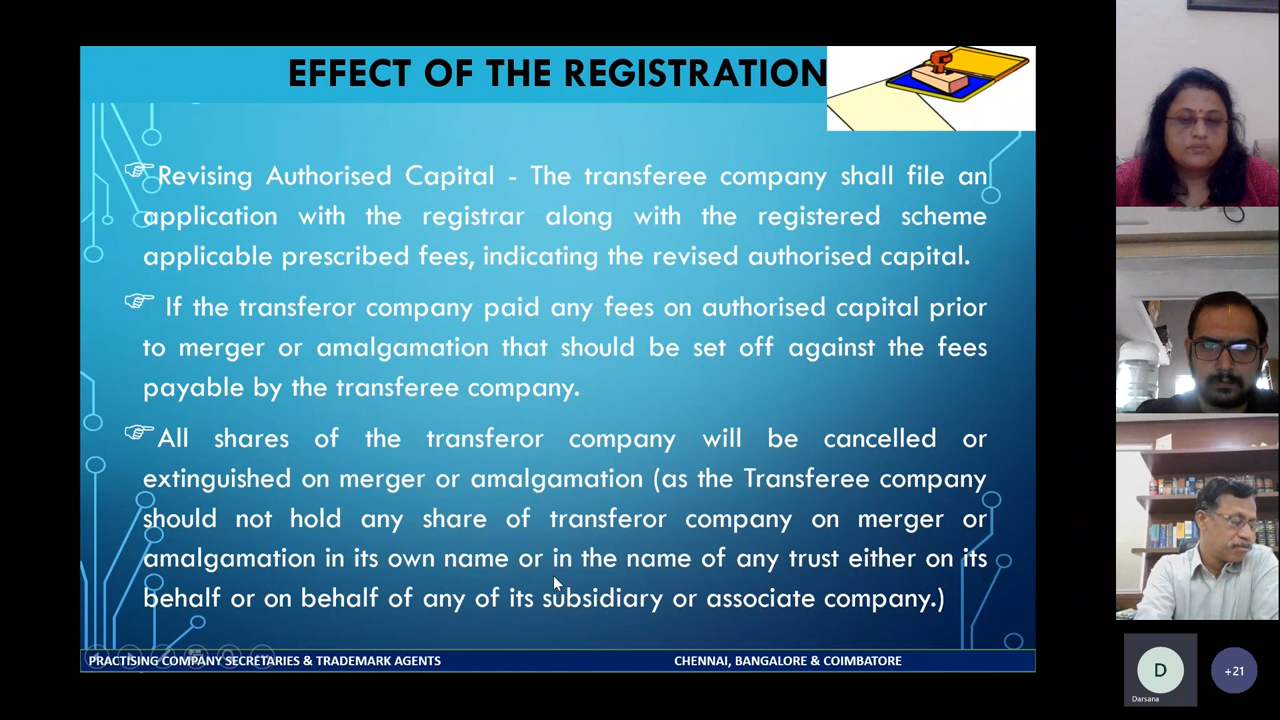 EFFECT OF THE REGISTRATION
Revising Authorised Capital - The transferee company shall file an
application with the registrar along with the registered scheme
applicable prescribed fees, indicating the revised authorised capital.
If the transferor company paid any fees on authorised capital prior
to merger or amalgamation that should be set off against the fees
payable by the transferee company.
All shares of the transferor company will be cancelled or
extinguished on merger or amalgamation (as the Transferee company
should not hold any share of transferor company on merger or
amalgamation in its own name or in the name of any trust either on its
behalf or on behalf of any of its subsidiary or associate company.)
PRACTISING COMPANY SECRETARIES & TRADEMARK AGENTS
CHENNAI, BANGALORE & COIMBATORE
D
Darsana
+21